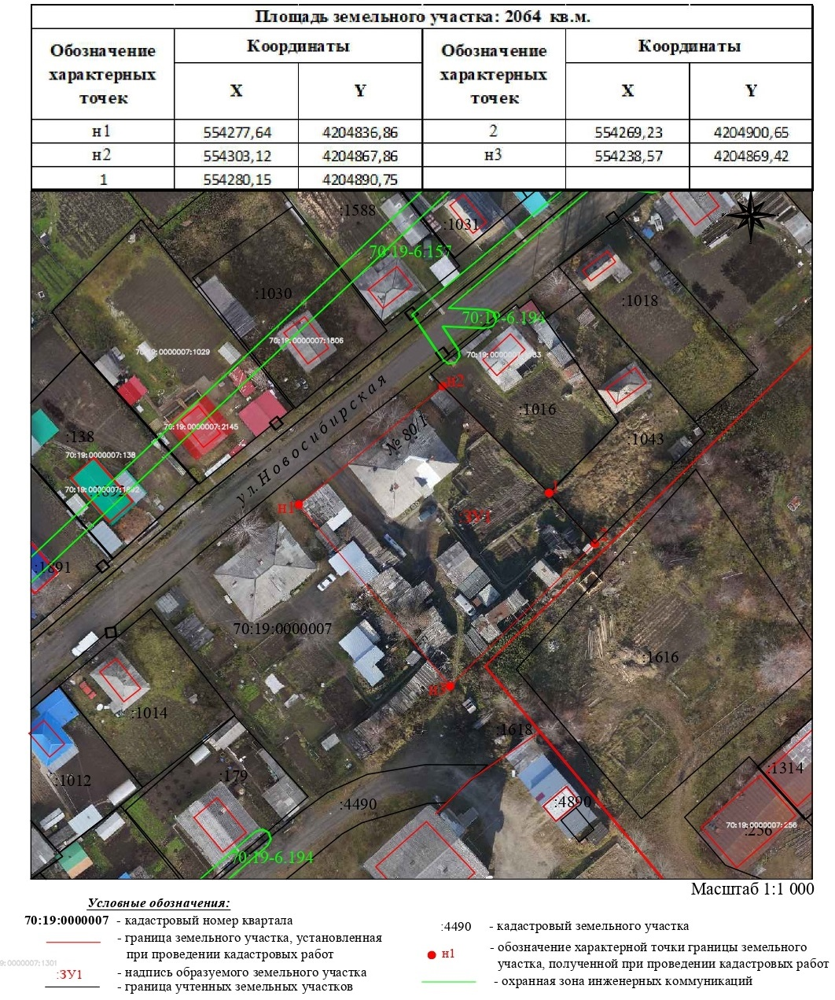 Площадь земельного участка: 2064 кв.м.
Обозначение характерных точек Координаты Обозначение характерных точек Координаты
X Y X Y
н1 554277,64 4204836,86 2 554269,23 4204900,65
н2 554303,12 4204867,86 н3 554238,57 4204869,42
1 554280,15 4204890,75
:1588
:1031
70:19-6.157
:1030
:1018
70:19-6.194
70:19:0000007:1806
70:19:0000007:1029
н2
:1016
ул.Новосибирская
№ 80/1
70:19:0000007:2145
:138
:1043
70:19:0000007:138
70:19:0000007:1892
1
н1
:ЗУ1
2
:1891
70:19:0000007
:1616
н3
:1014
:1618
:1012
:179
:1314
:4490
:4890
70:19:0000007:256
:256
70:19-6.194
Масштаб 1:1 000
Условные обозначения:
70:19:0000007 - кадастровый номер квартала
- граница земельного участка, установленная
при проведении кадастровых работ
:ЗУ1 - надпись образуемого земельного участка
- граница учтенных земельных участков
:4490 - кадастровый земельного участка
н1 - обозначение характерной точки границы земельного
участка, полученной при проведении кадастровых работ
- охранная зона инженерных коммуникаций